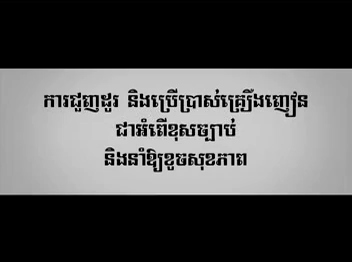 ការជួញដូរ និងប្រើប្រាស់គ្រឿងញៀន
ជាអំពើខុសច្បាប់
និងនាំឱ្យខូចសុខភាព